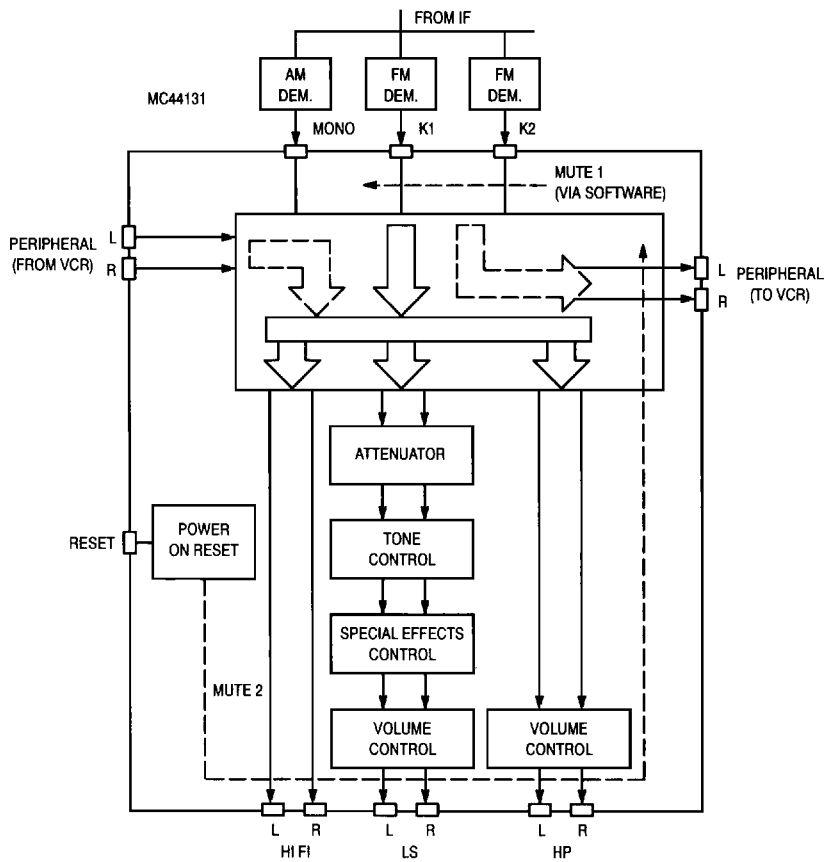 FROM IF
AM
DEM.
FM
DEM.
FM
DEM.
MC44131
MONO
K1
K2
MUTE 1
(VIA SOFTWARE)
PERIPHERAL
(FROM VCR)
L
R
L
R
PERIPHERAL
(TO VCR)
ATTENUATOR
RESET
POWER
ON RESET
TONE
CONTROL
SPECIAL EFFECTS
CONTROL
MUTE 2
VOLUME
CONTROL
VOLUME
CONTROL
L R L R L R
HI FI LS HP